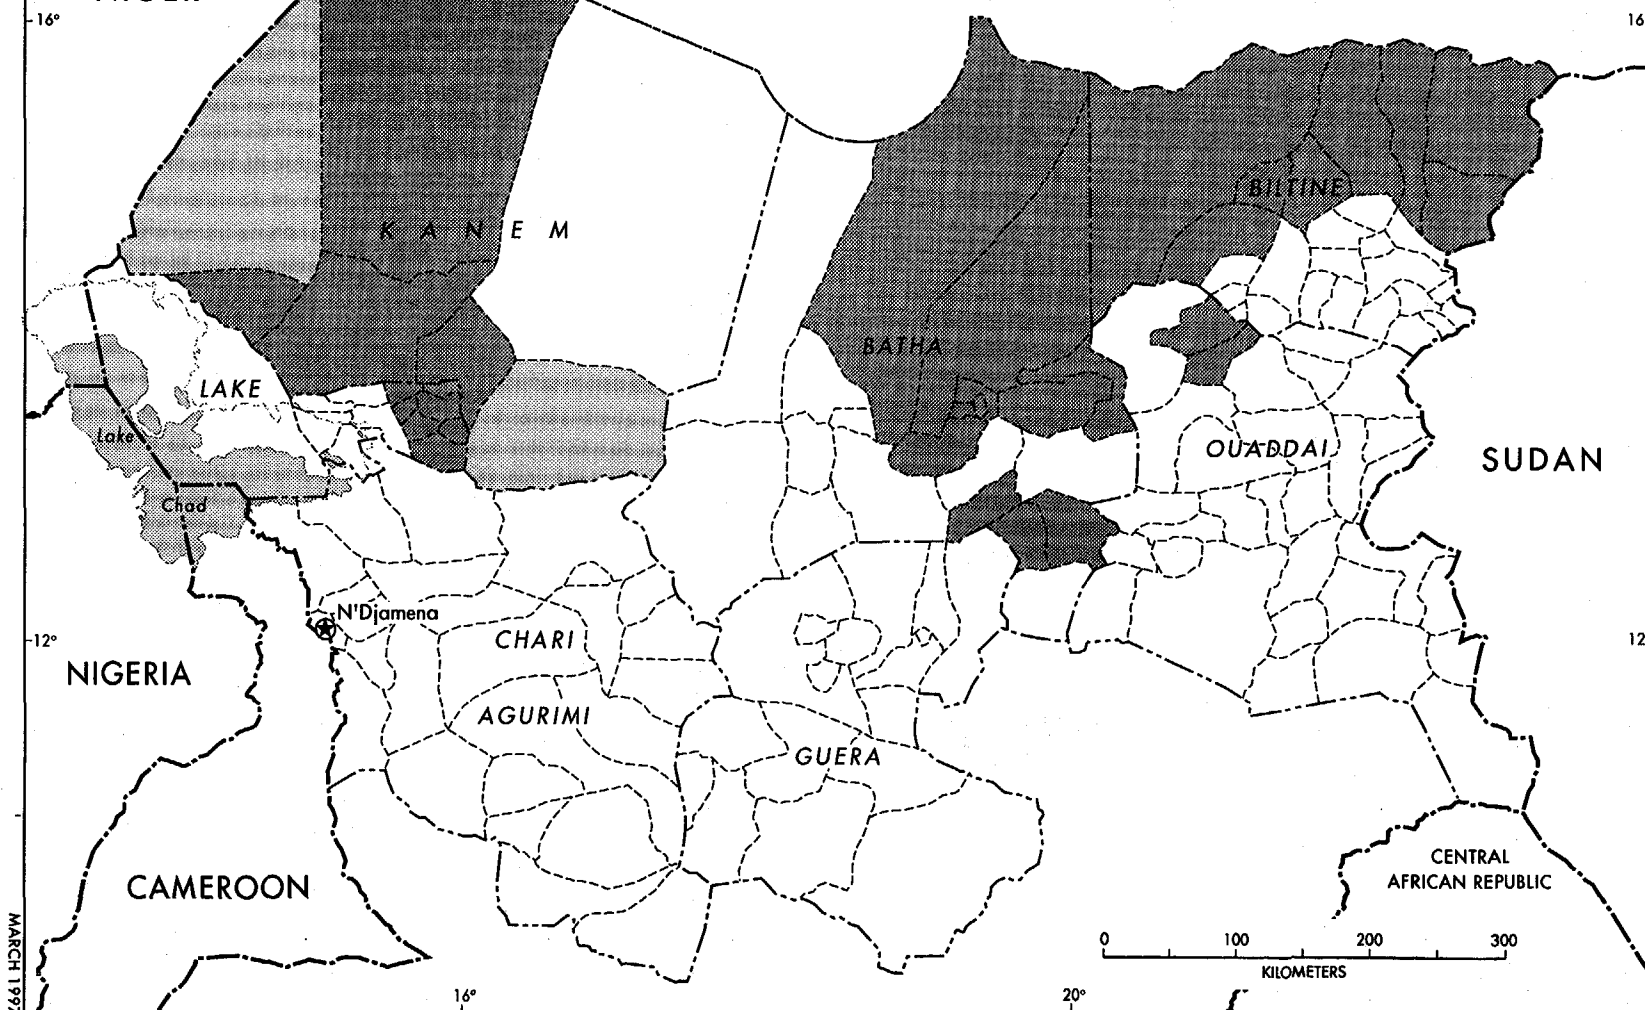 16°
16
KANEM
BILTINE
BATHA
LAKE
Lake
Chad
OUADDAI
SUDAN
N'Djamena
12°
12
CHARI
NIGERIA
AGURIMI
GUERA
CAMEROON
CENTRAL
AFRICAN REPUBLIC
0 100 200 300
KILOMETERS
16°
20°